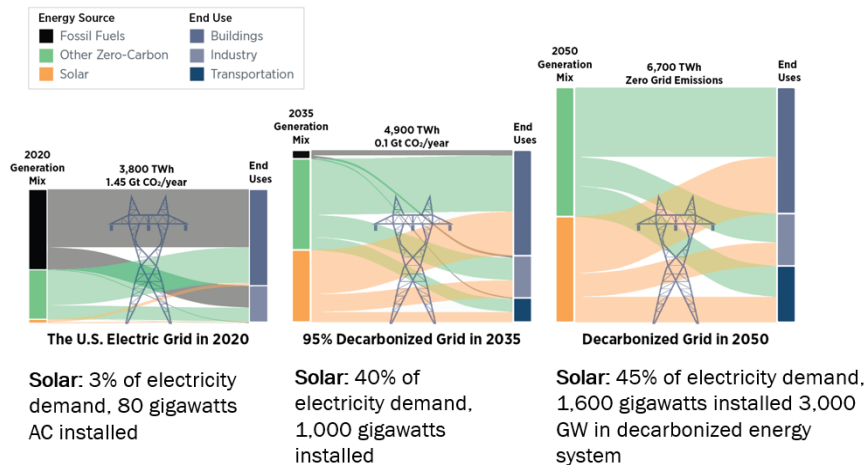 Energy Source
Fossil Fuels
Other Zero-Carbon
Solar
End Use
Buildings
Industry
Transportation
2020
Generation
Mix
3,800 TWh
1.45 Gt CO₂/year
End
Uses
The U.S. Electric Grid in 2020
Solar: 3% of electricity
demand, 80 gigawatts
AC installed
2035
Generation
Mix
4,900 TWh
0.1 Gt CO₂/year
End
Uses
95% Decarbonized Grid in 2035
Solar: 40% of
electricity demand,
1,000 gigawatts
installed
2050
Generation
Mix
6,700 TWh
Zero Grid Emissions
End
Uses
Decarbonized Grid in 2050
Solar: 45% of electricity demand,
1,600 gigawatts installed 3,000
GW in decarbonized energy
system